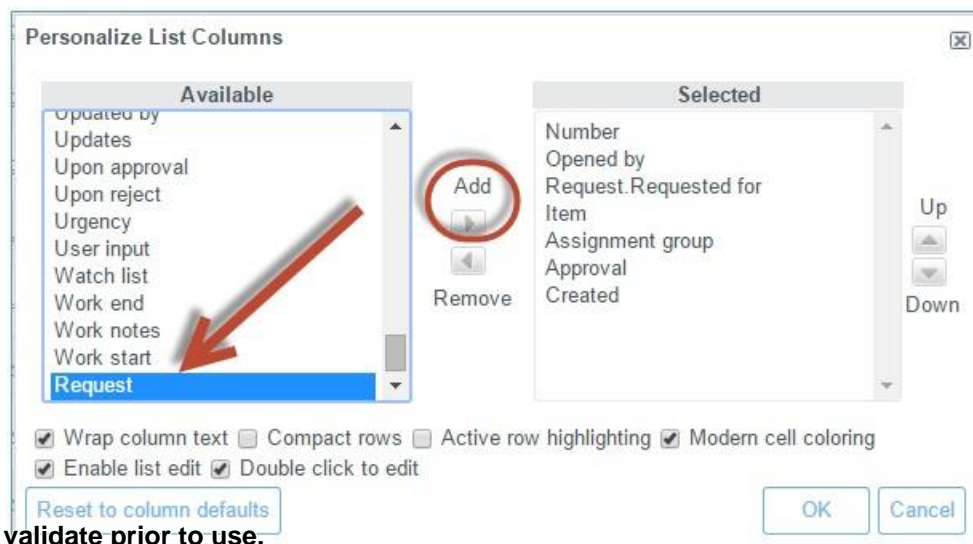 Personalize List Columns
Available
Updated by
Updates
Upon approval
Upon reject
Urgency
User input
Watch list
Work end
Work notes
Work start
Request
Add
Remove
Selected
Number
Opened by
Request.Requested for
Item
Assignment group
Approval
Created
Up
Down
Wrap column text Compact rows Active row highlighting Modern cell coloring
Enable list edit Double click to edit
Reset to column defaults OK Cancel
validate prior to use.